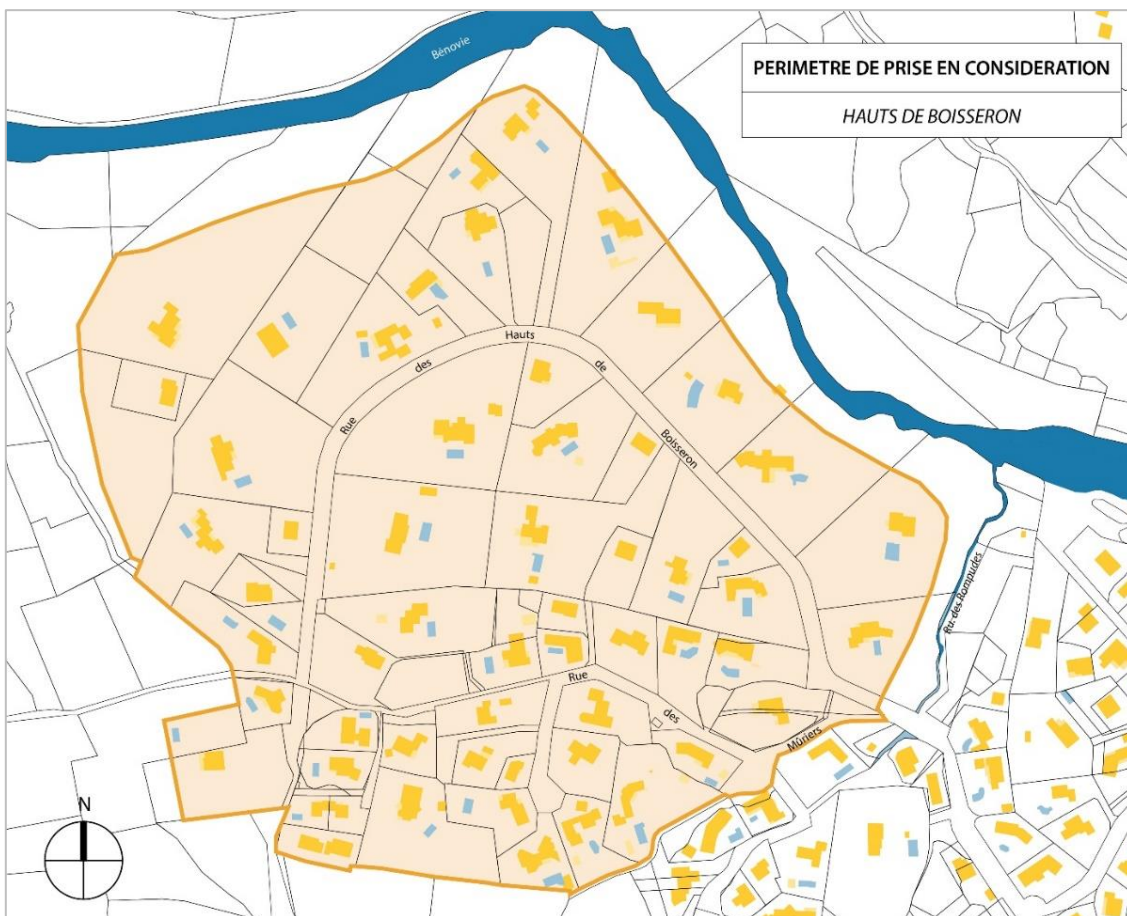 Bénovie
PERIMETRE DE PRISE EN CONSIDERATION
HAUTS DE BOISSERON
Rue des Hauts de Boisseron
Ru. des Rompudes
Rue des Mûriers
N